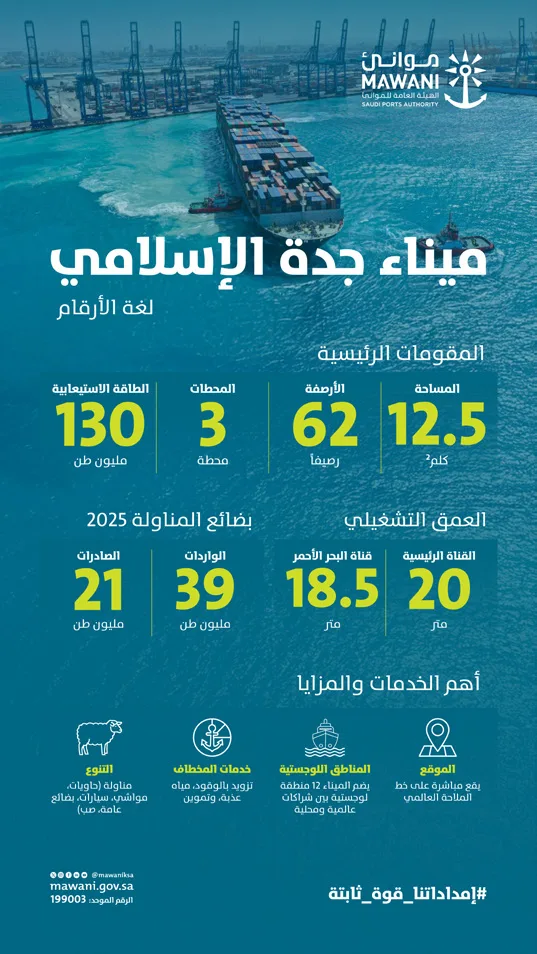 موانئ
MAWANI
الهيئة العامة للموانئ
SAUDI PORTS AUTHORITY
ميناء جدة الإسلامي
لغة الأرقام
المقومات الرئيسية
المساحة
12.5
كلم²
الأرصفة
62
رصيفاً
المحطات
3
محطة
الطاقة الاستيعابية
130
مليون طن
العمق التشغيلي
القناة الرئيسية
20
متر
قناة البحر الأحمر
18.5
متر
بضائع المناولة 2025
الواردات
39
مليون طن
الصادرات
21
مليون طن
أهم الخدمات والمزايا
الموقع
يقع مباشرة على خط
الملاحة العالمي
المناطق اللوجستية
يضم الميناء 12 منطقة
لوجستية بين شراكات
عالمية ومحلية
خدمات المخطاف
تزويد بالوقود، مياه
عذبة، وتموين
التنوع
مناولة (حاويات،
مواشي، سيارات، بضائع
عامة، صب)
#إمداداتنا_قوة_ثابتة
@mawaniksa
mawani.gov.sa
الرقم الموحد: 199003